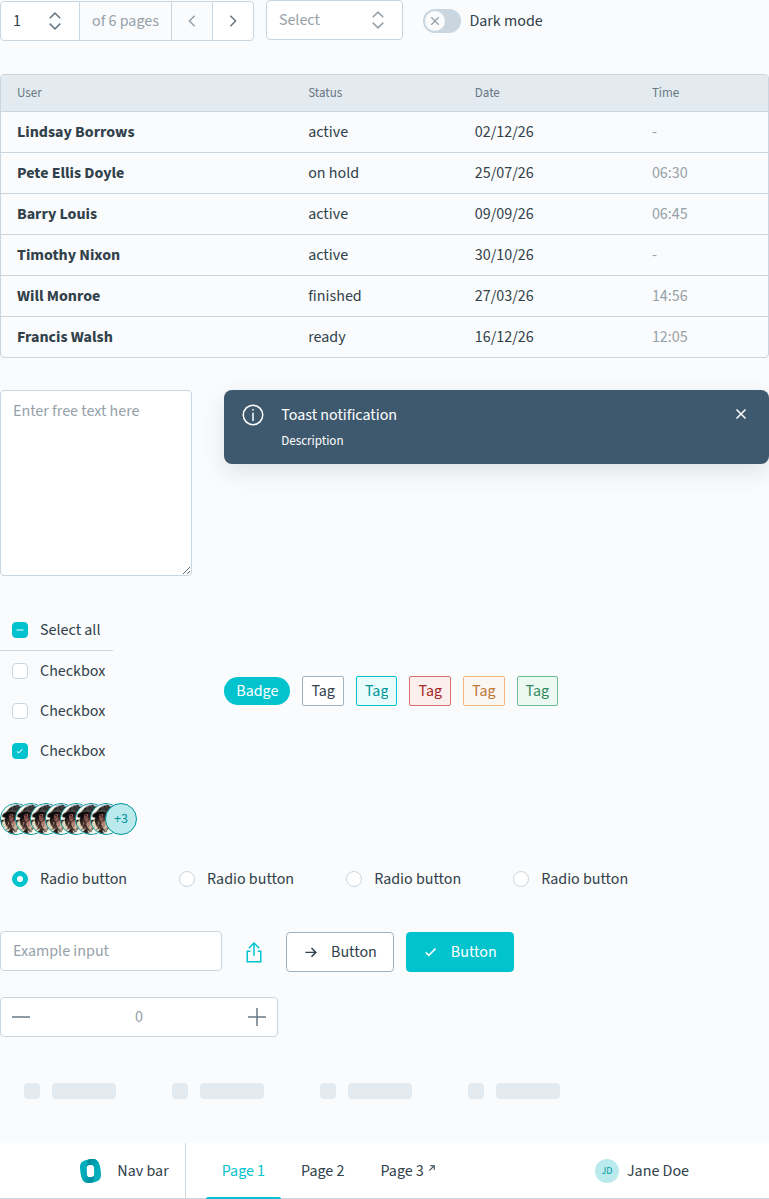 1 of 6 pages Select Dark mode
User Status Date Time
Lindsay Borrows active 02/12/26 -
Pete Ellis Doyle on hold 25/07/26 06:30
Barry Louis active 09/09/26 06:45
Timothy Nixon active 30/10/26 -
Will Monroe finished 27/03/26 14:56
Francis Walsh ready 16/12/26 12:05
Enter free text here
Toast notification
Description
Select all
Checkbox
Checkbox
Checkbox
Badge Tag Tag Tag Tag Tag
+3
Radio button Radio button Radio button Radio button
Example input Button Button
0
Nav bar Page 1 Page 2 Page 3 JD Jane Doe